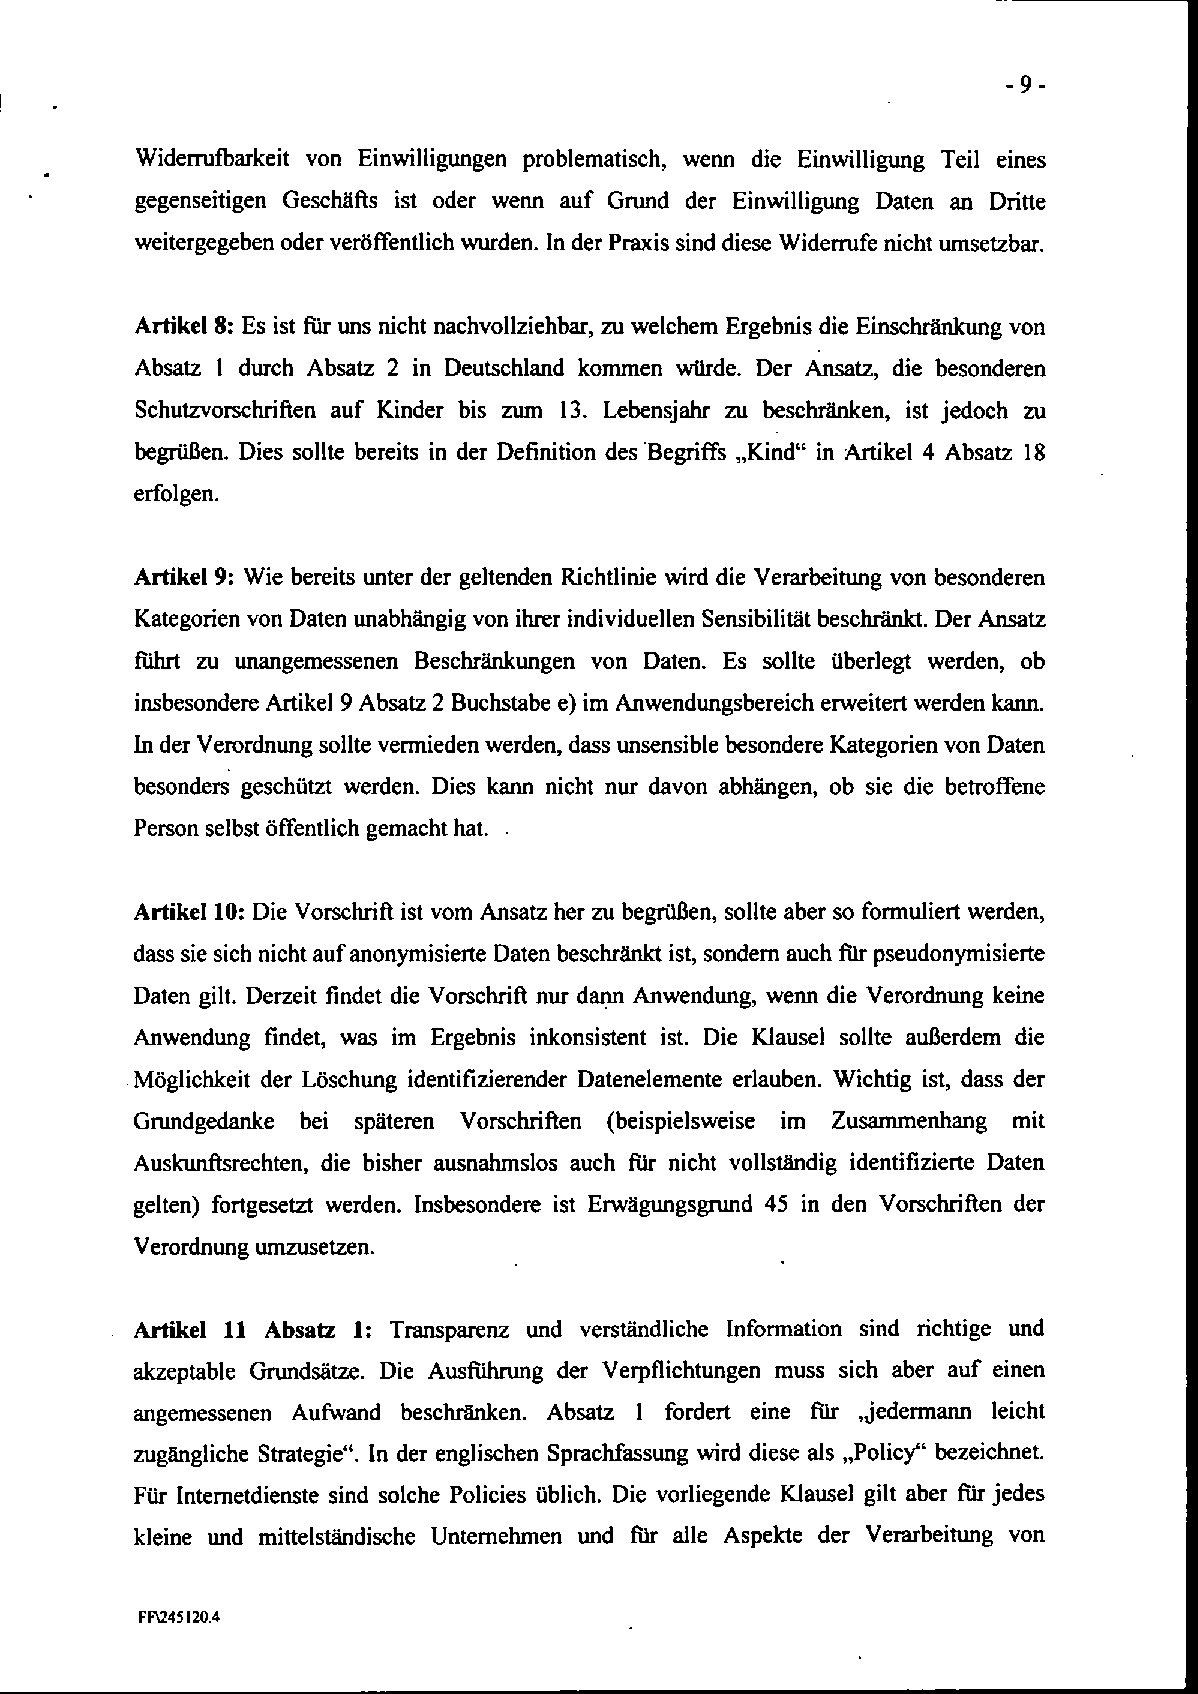 - 9 -
Widerrufbarkeit von Einwilligungen problematisch, wenn die Einwilligung Teil eines
gegenseitigen Geschäfts ist oder wenn auf Grund der Einwilligung Daten an Dritte
weitergegeben oder veröffentlich wurden. In der Praxis sind diese Widerrufe nicht umsetzbar.
Artikel 8: Es ist für uns nicht nachvollziehbar, zu welchem Ergebnis die Einschränkung von
Absatz 1 durch Absatz 2 in Deutschland kommen würde. Der Ansatz, die besonderen
Schutzvorschriften auf Kinder bis zum 13. Lebensjahr zu beschränken, ist jedoch zu
begrüßen. Dies sollte bereits in der Definition des Begriffs „Kind“ in Artikel 4 Absatz 18
erfolgen.
Artikel 9: Wie bereits unter der geltenden Richtlinie wird die Verarbeitung von besonderen
Kategorien von Daten unabhängig von ihrer individuellen Sensibilität beschränkt. Der Ansatz
führt zu unangemessenen Beschränkungen von Daten. Es sollte überlegt werden, ob
insbesondere Artikel 9 Absatz 2 Buchstabe e) im Anwendungsbereich erweitert werden kann.
In der Verordnung sollte vermieden werden, dass unsensible besondere Kategorien von Daten
besonders geschützt werden. Dies kann nicht nur davon abhängen, ob sie die betroffene
Person selbst öffentlich gemacht hat.
Artikel 10: Die Vorschrift ist vom Ansatz her zu begrüßen, sollte aber so formuliert werden,
dass sie sich nicht auf anonymisierte Daten beschränkt ist, sondern auch für pseudonymisierte
Daten gilt. Derzeit findet die Vorschrift nur dann Anwendung, wenn die Verordnung keine
Anwendung findet, was im Ergebnis inkonsistent ist. Die Klausel sollte außerdem die
Möglichkeit der Löschung identifizierender Datenelemente erlauben. Wichtig ist, dass der
Grundgedanke bei späteren Vorschriften (beispielsweise im Zusammenhang mit
Auskunftsrechten, die bisher ausnahmslos auch für nicht vollständig identifizierte Daten
gelten) fortgesetzt werden. Insbesondere ist Erwägungsgrund 45 in den Vorschriften der
Verordnung umzusetzen.
Artikel 11 Absatz 1: Transparenz und verständliche Information sind richtige und
akzeptable Grundsätze. Die Ausführung der Verpflichtungen muss sich aber auf einen
angemessenen Aufwand beschränken. Absatz 1 fordert eine für „jedermann leicht
zugängliche Strategie“. In der englischen Sprachfassung wird diese als „Policy“ bezeichnet.
Für Internetdienste sind solche Policies üblich. Die vorliegende Klausel gilt aber für jedes
kleine und mittelständische Unternehmen und für alle Aspekte der Verarbeitung von
FF\245120.4